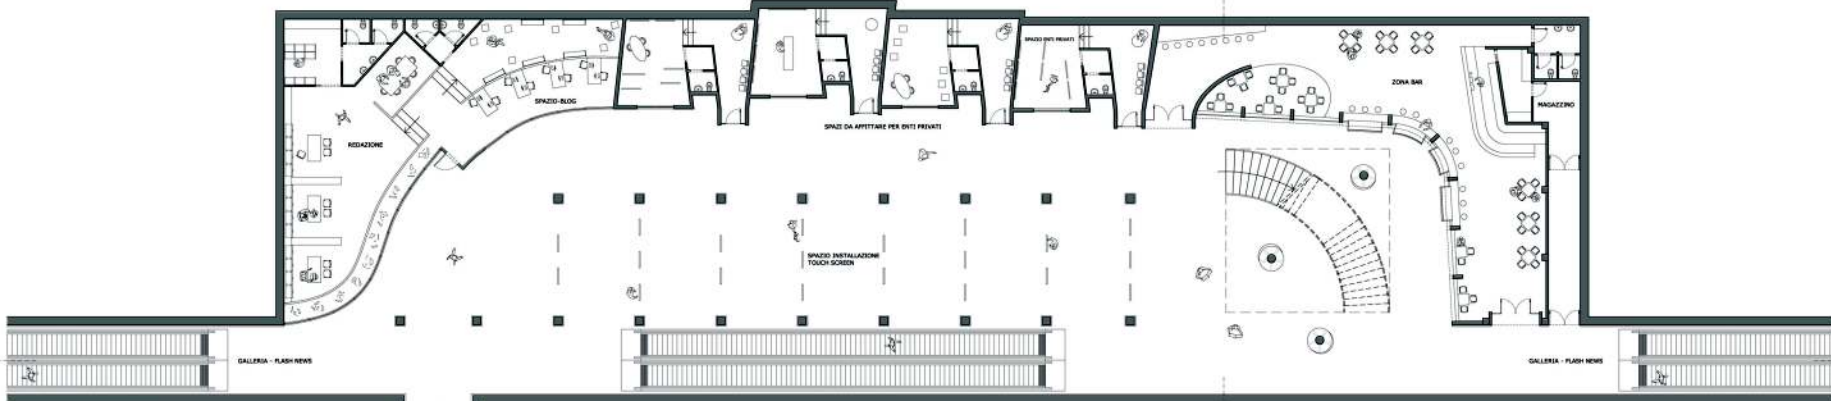 SPAZIO ENTI PRIVATI
ZONA BAR
SPAZIO-BLOG
MAGAZZINO
SPAZI DA AFFITTARE PER ENTI PRIVATI
REDAZIONE
SPAZIO INSTALLAZIONE
TOUCH SCREEN
GALLERIA - FLASH NEWS
GALLERIA - FLASH NEWS